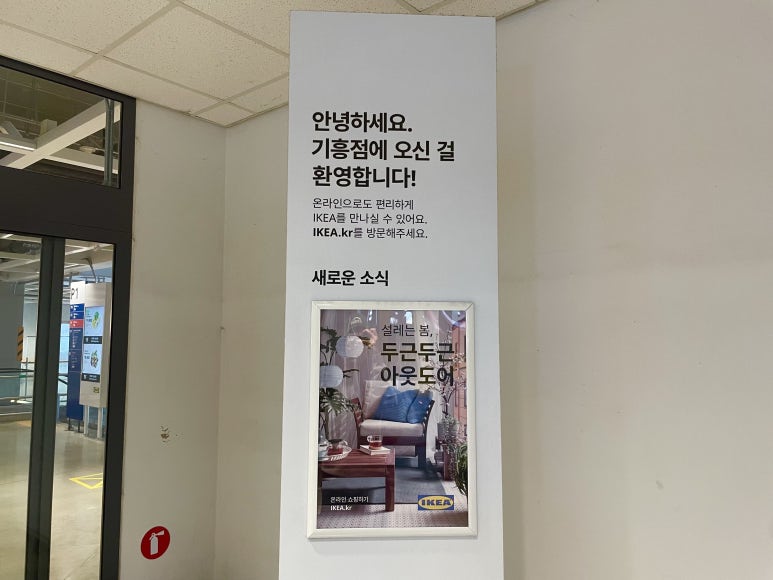 안녕하세요.
기흥점에 오신 걸
환영합니다!
온라인으로도 편리하게
IKEA를 만나실 수 있어요.
IKEA.kr를 방문해주세요.
새로운 소식
설레는 봄,
두근두근
아웃도어
온라인 쇼핑하기
IKEA.kr
IKEA
P1